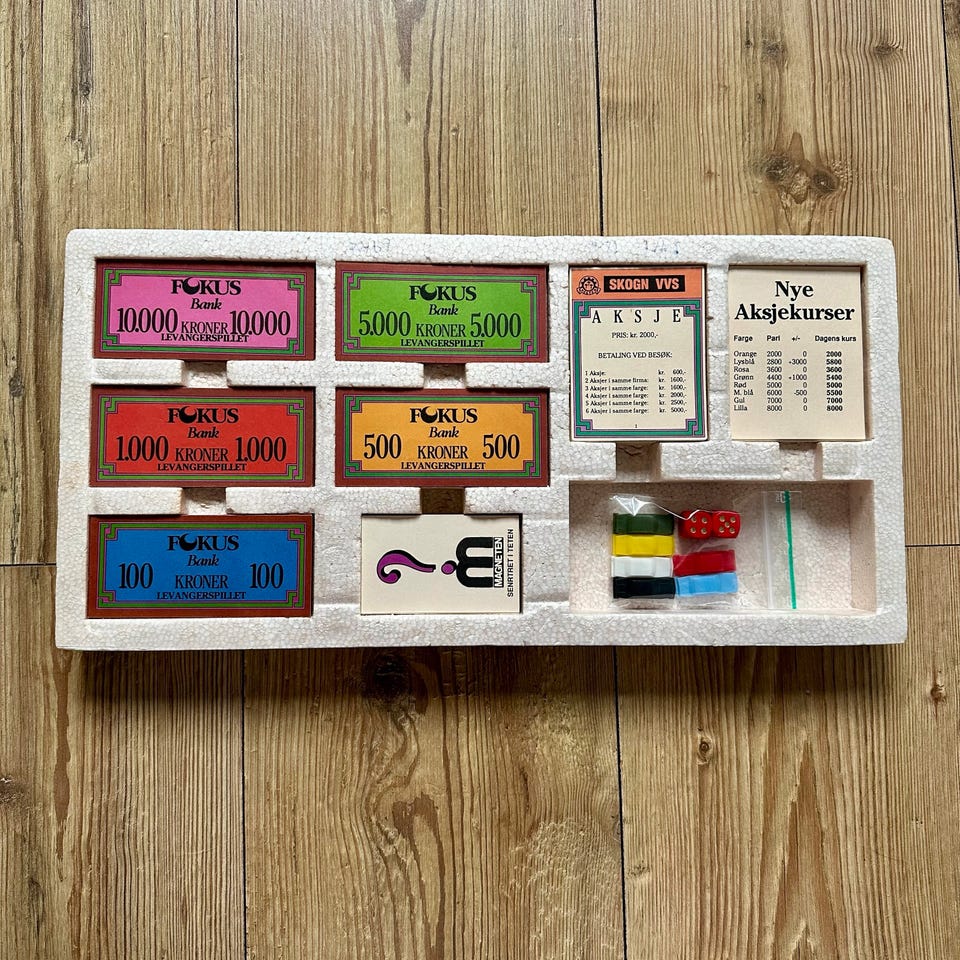 FOKUS
Bank
10.000 KRONER 10.000
LEVANGERSPILLET
FOKUS
Bank
5.000 KRONER 5.000
LEVANGERSPILLET
SKOGN VVS
AKSJE
PRIS: kr. 2000,-
BETALING VED BESØK:
1 Aksje: kr. 600,-
2 Aksjer i samme firma: kr. 1600,-
3 Aksjer i samme farge: kr. 1600,-
4 Aksjer i samme farge: kr. 2000,-
5 Aksjer i samme farge: kr. 2500,-
6 Aksjer i samme farge: kr. 5000,-
1
Nye
Aksjekurser
Farge Pari +/- Dagens kurs
Orange 2000 0 2000
Lysblå 2800 +3000 5800
Rosa 3600 0 3600
Grønn 4400 +1000 5400
Rød 5000 0 5000
M. blå 6000 -500 5500
Gul 7000 0 7000
Lilla 8000 0 8000
FOKUS
Bank
1.000 KRONER 1.000
LEVANGERSPILLET
FOKUS
Bank
500 KRONER 500
LEVANGERSPILLET
FOKUS
Bank
100 KRONER 100
LEVANGERSPILLET
?
m
MAGNETEN
SENRTRET I TETEN